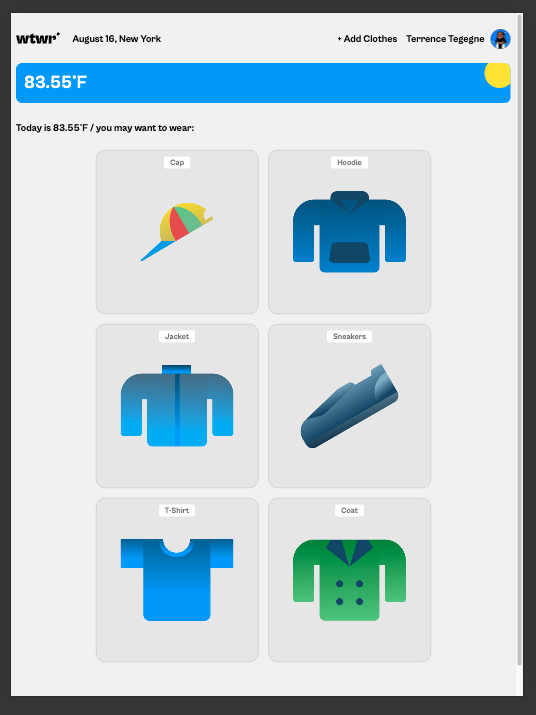 wtwr° August 16, New York + Add Clothes Terrence Tegegne
83.55°F
Today is 83.55°F / you may want to wear:
Cap Hoodie
Jacket Sneakers
T-Shirt Coat